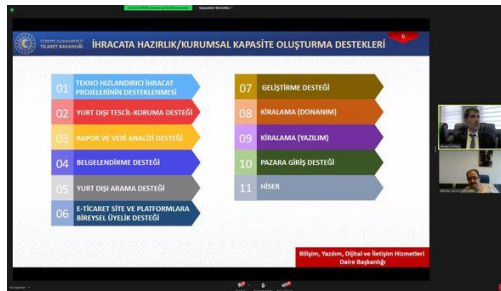 TİCARET BAKANLIĞI
İHRACATA HAZIRLIK/KURUMSAL KAPASİTE OLUŞTURMA DESTEKLERİ
6
01 TEKNO HIZLANDIRICI İHRACAT
PROJELERİNİN DESTEKLENMESİ
02 YURT DIŞI TESCİL-KORUMA DESTEĞİ
03 RAPOR VE VERİ ANALİZİ DESTEĞİ
04 BELGELENDİRME DESTEĞİ
05 YURT DIŞI ARAMA DESTEĞİ
06 E-TİCARET SİTE VE PLATFORMLARA
BİREYSEL ÜYELİK DESTEĞİ
07 GELİŞTİRME DESTEĞİ
08 KİRALAMA (DONANIM)
09 KİRALAMA (YAZILIM)
10 PAZARA GİRİŞ DESTEĞİ
11 HİSER
Bilişim, Yazılım, Dijital ve İletişim Hizmetleri
Daire Başkanlığı